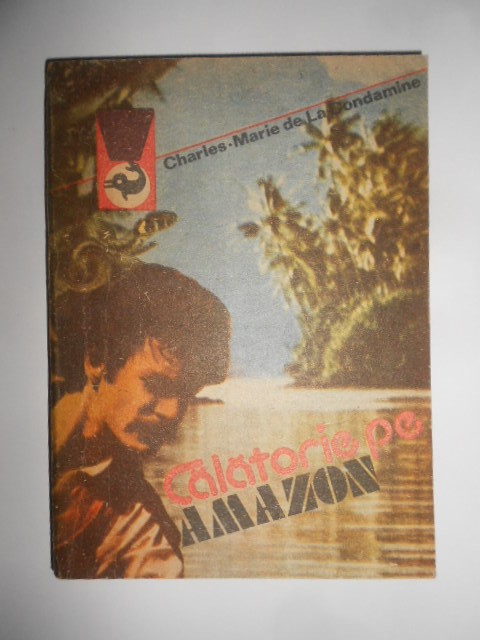 Charles-Marie de La Condamine
Călătorie pe
AMAZON